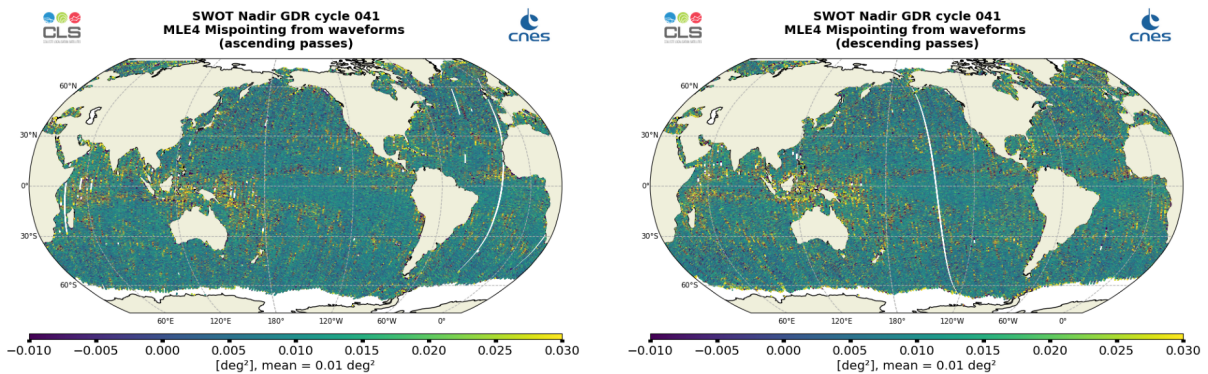 CLS
SWOT Nadir GDR cycle 041
MLE4 Mispointing from waveforms
(ascending passes)
cnes
60°N
30°N
0°
30°S
60°S
60°E 120°E 180° 120°W 60°W 0°
−0.010 −0.005 0.000 0.005 0.010 0.015 0.020 0.025 0.030
[deg²], mean = 0.01 deg²
CLS
SWOT Nadir GDR cycle 041
MLE4 Mispointing from waveforms
(descending passes)
cnes
60°N
30°N
0°
30°S
60°S
60°E 120°E 180° 120°W 60°W 0°
−0.010 −0.005 0.000 0.005 0.010 0.015 0.020 0.025 0.030
[deg²], mean = 0.01 deg²